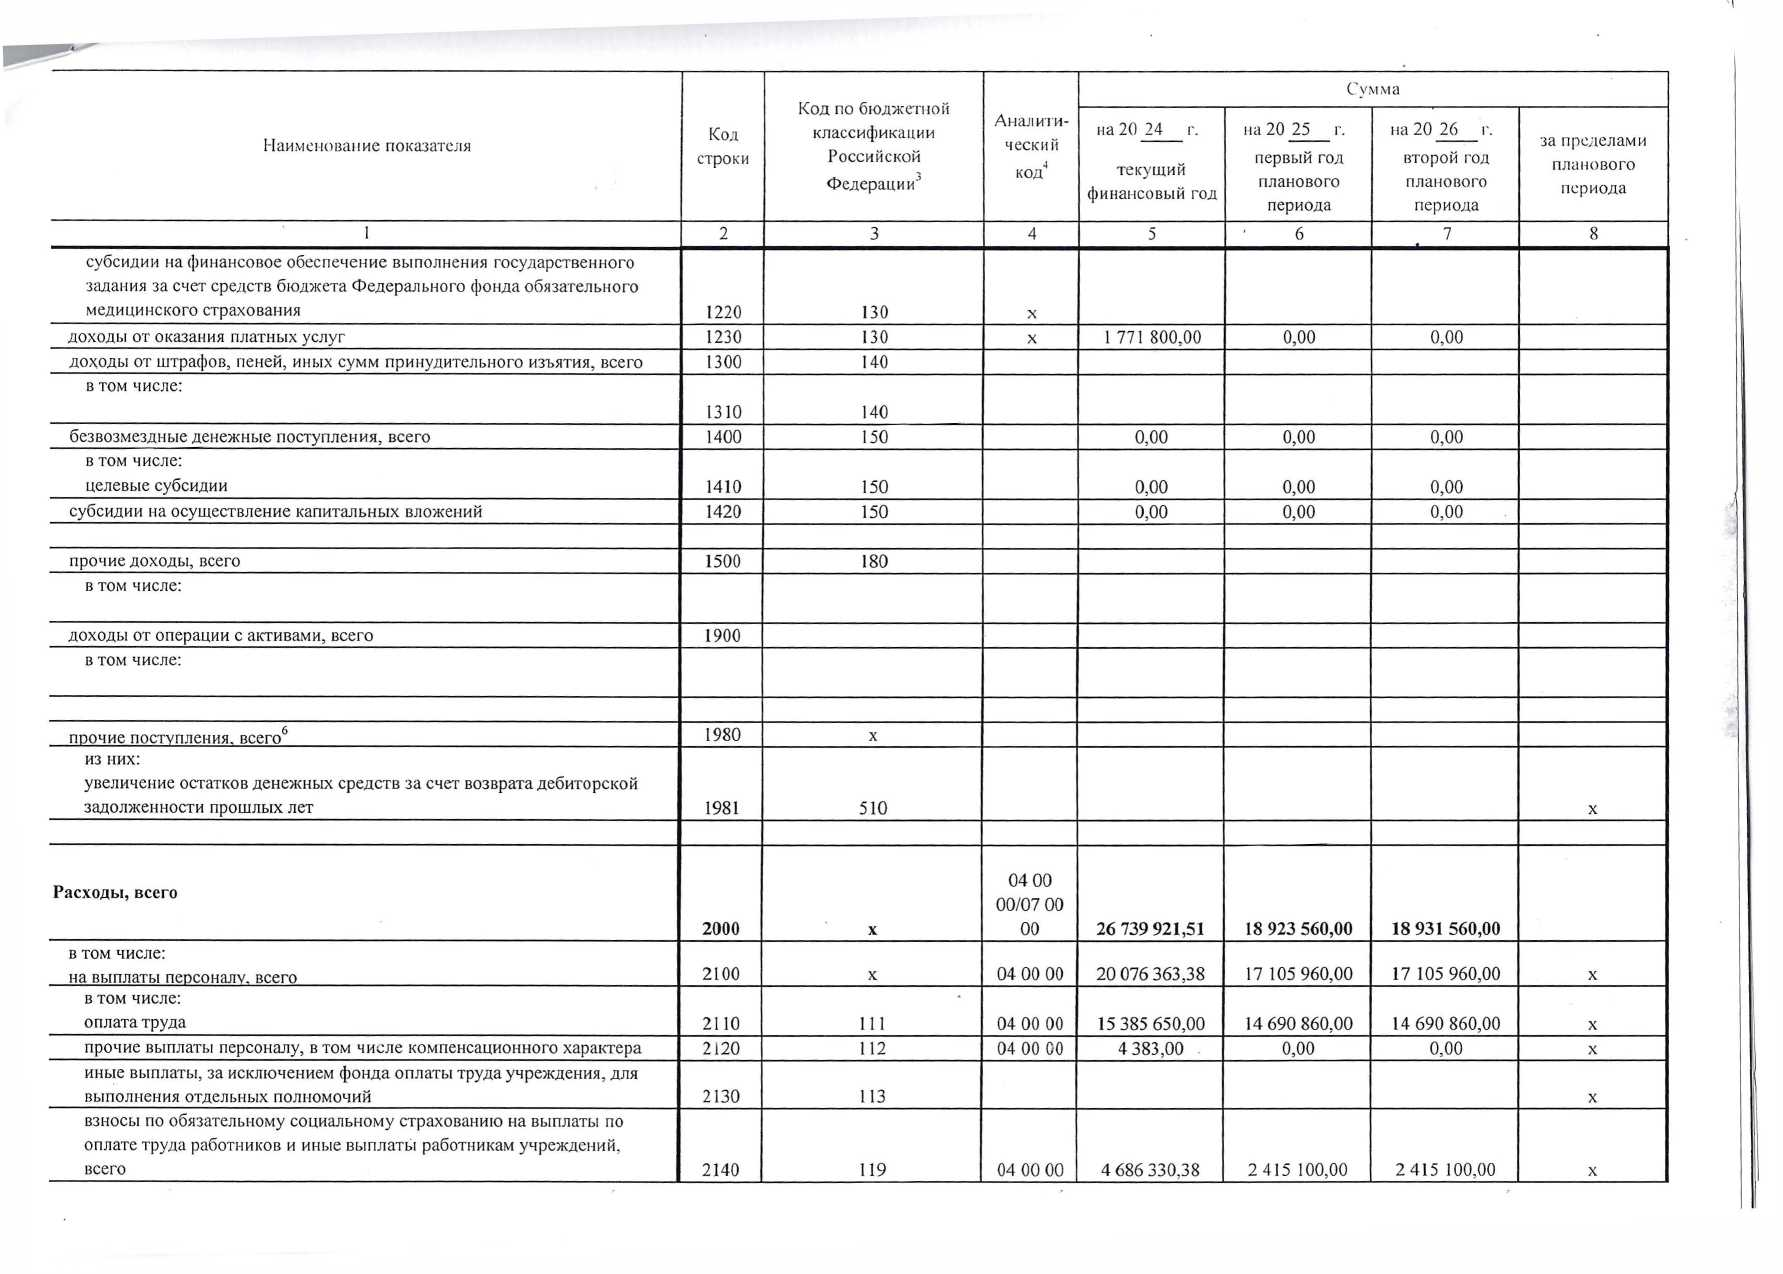 Наименование показателя
Код
строки
Код по бюджетной
классификации
Российской
Федерации3
Аналити-
ческий
код4
Сумма
на 20 24 г.
текущий
финансовый год
на 20 25 г.
первый год
планового
периода
на 20 26 г.
второй год
планового
периода
за пределами
планового
периода
1 2 3 4 5 6 7 8
субсидии на финансовое обеспечение выполнения государственного
задания за счет средств бюджета Федерального фонда обязательного
медицинского страхования 1220 130 х
доходы от оказания платных услуг 1230 130 х 1 771 800,00 0,00 0,00
доходы от штрафов, пеней, иных сумм принудительного изъятия, всего 1300 140
в том числе:
1310 140
безвозмездные денежные поступления, всего 1400 150 0,00 0,00 0,00
в том числе:
целевые субсидии 1410 150 0,00 0,00 0,00
субсидии на осуществление капитальных вложений 1420 150 0,00 0,00 0,00
прочие доходы, всего 1500 180
в том числе:
доходы от операции с активами, всего 1900
в том числе:
прочие поступления, всего6 1980 х
из них:
увеличение остатков денежных средств за счет возврата дебиторской
задолженности прошлых лет 1981 510 х
Расходы, всего
04 00
00/07 00
2000 х 00 26 739 921,51 18 923 560,00 18 931 560,00
в том числе:
на выплаты персоналу, всего 2100 х 04 00 00 20 076 363,38 17 105 960,00 17 105 960,00 х
в том числе:
оплата труда 2110 111 04 00 00 15 385 650,00 14 690 860,00 14 690 860,00 х
прочие выплаты персоналу, в том числе компенсационного характера 2120 112 04 00 00 4 383,00 0,00 0,00 х
иные выплаты, за исключением фонда оплаты труда учреждения, для
выполнения отдельных полномочий 2130 113 х
взносы по обязательному социальному страхованию на выплаты по
оплате труда работников и иные выплаты работникам учреждений,
всего 2140 119 04 00 00 4 686 330,38 2 415 100,00 2 415 100,00 х